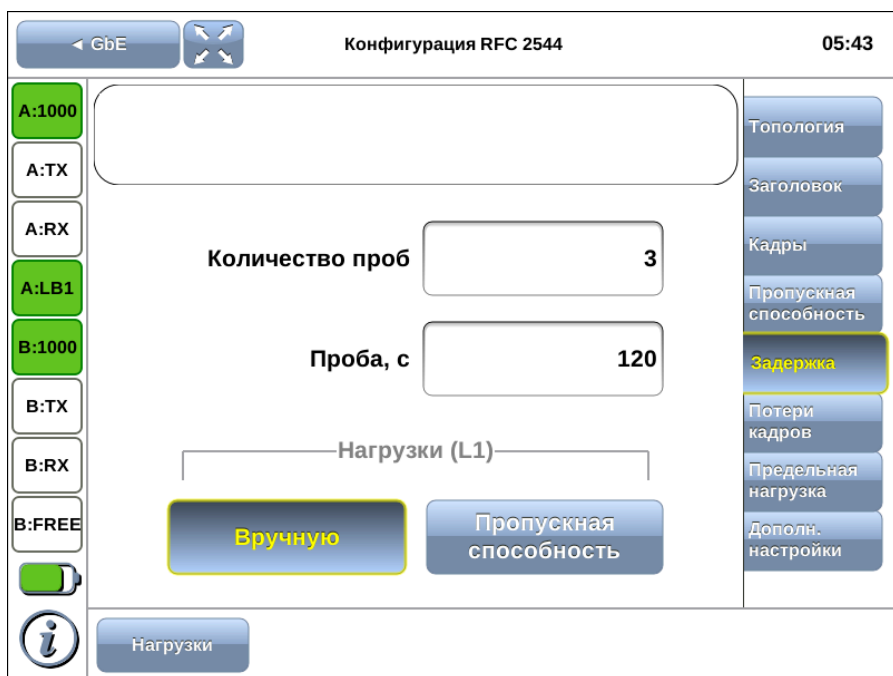 ◄ GbE
Конфигурация RFC 2544
05:43
A:1000
A:TX
A:RX
A:LB1
B:1000
B:TX
B:RX
B:FREE
Количество проб
3
Проба, с
120
Нагрузки (L1)
Вручную
Пропускная
способность
Топология
Заголовок
Кадры
Пропускная
способность
Задержка
Потери
кадров
Предельная
нагрузка
Дополн.
настройки
i
Нагрузки